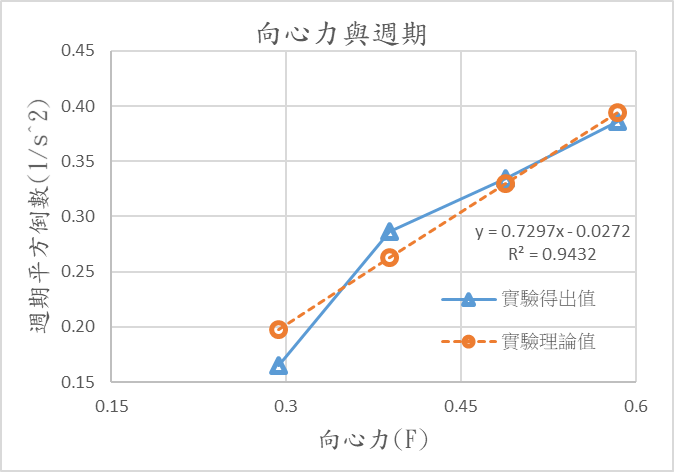 向心力與週期
週期平方倒數(1/s^2)
0.45
0.40
0.35
0.30
0.25
0.20
0.15
y = 0.7297x - 0.0272
R² = 0.9432
實驗得出值
實驗理論值
0.15 0.3 0.45 0.6
向心力(F)